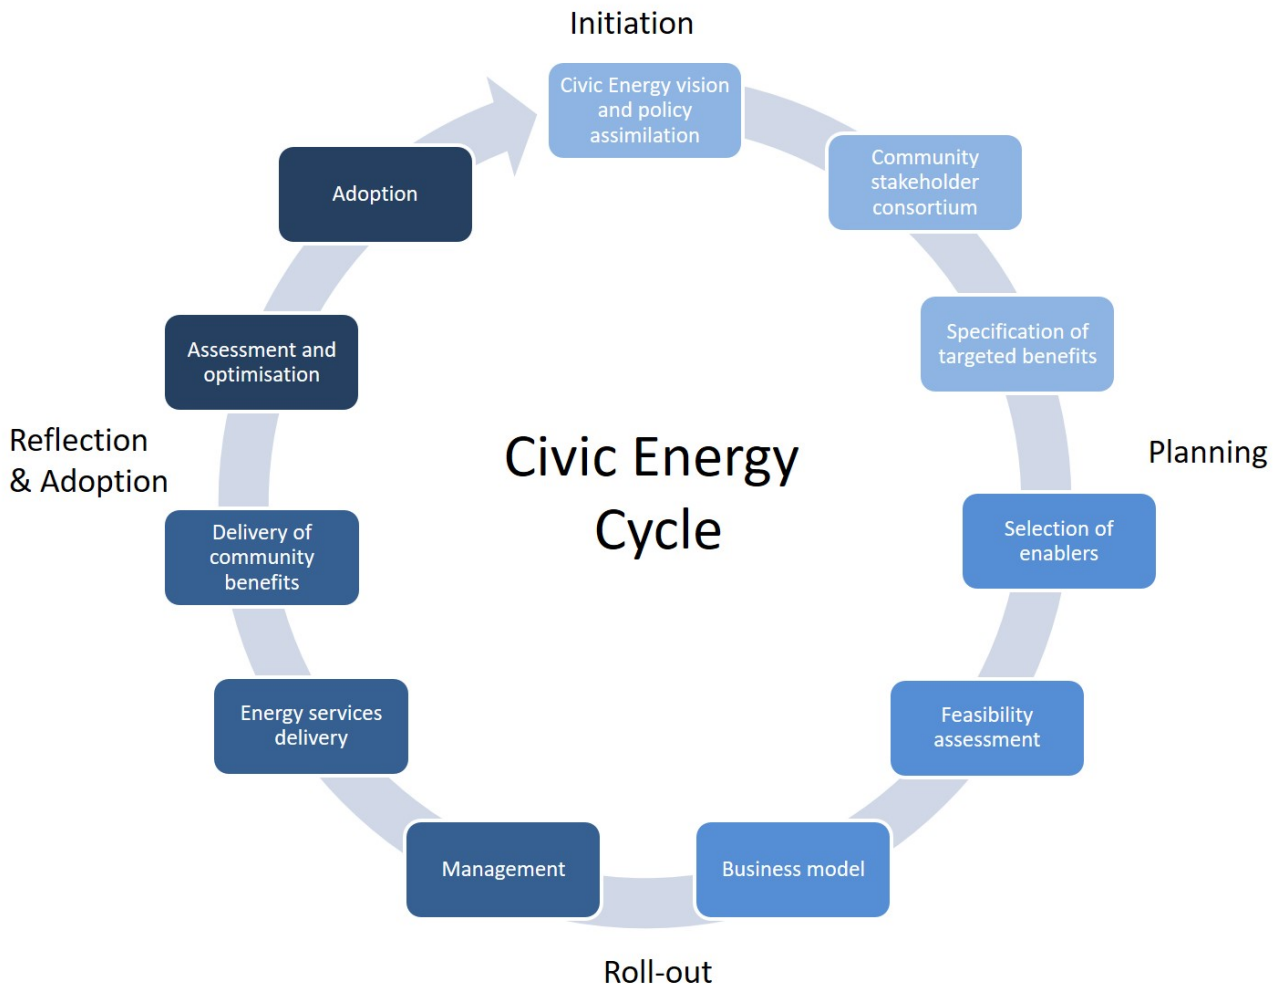 Initiation
Civic Energy vision
and policy
assimilation
Community
stakeholder
consortium
Specification of
targeted benefits
Planning
Selection of
enablers
Feasibility
assessment
Business model
Roll-out
Management
Energy services
delivery
Delivery of
community
benefits
Reflection
& Adoption
Assessment and
optimisation
Adoption
Civic Energy
Cycle